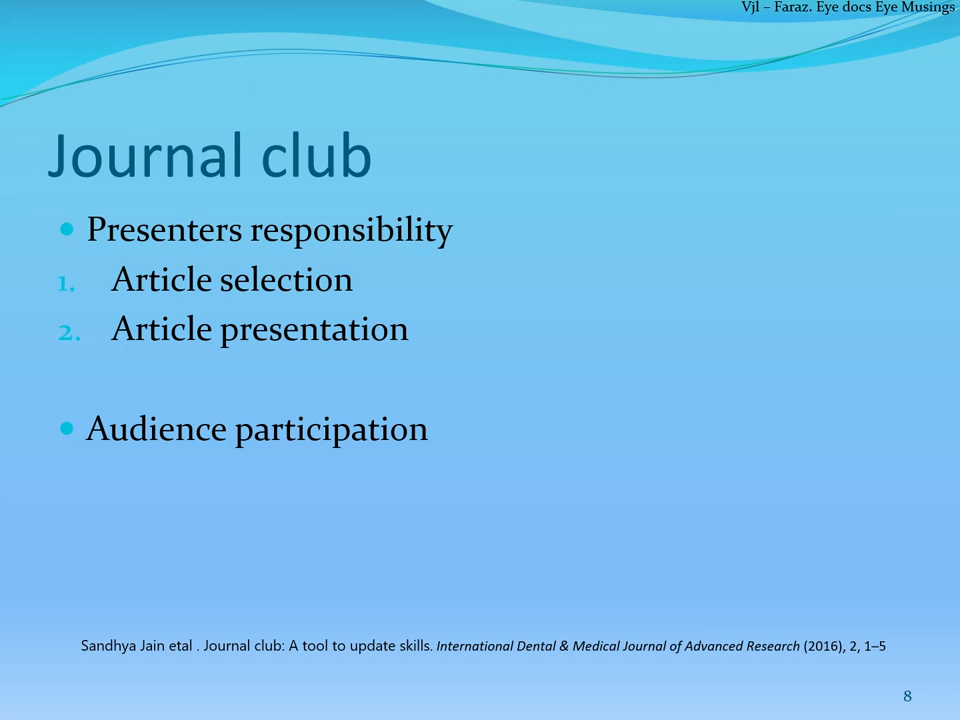 Vjl – Faraz. Eye docs Eye Musings
Journal club
• Presenters responsibility
1. Article selection
2. Article presentation
• Audience participation
Sandhya Jain etal . Journal club: A tool to update skills. International Dental & Medical Journal of Advanced Research (2016), 2, 1–5
8